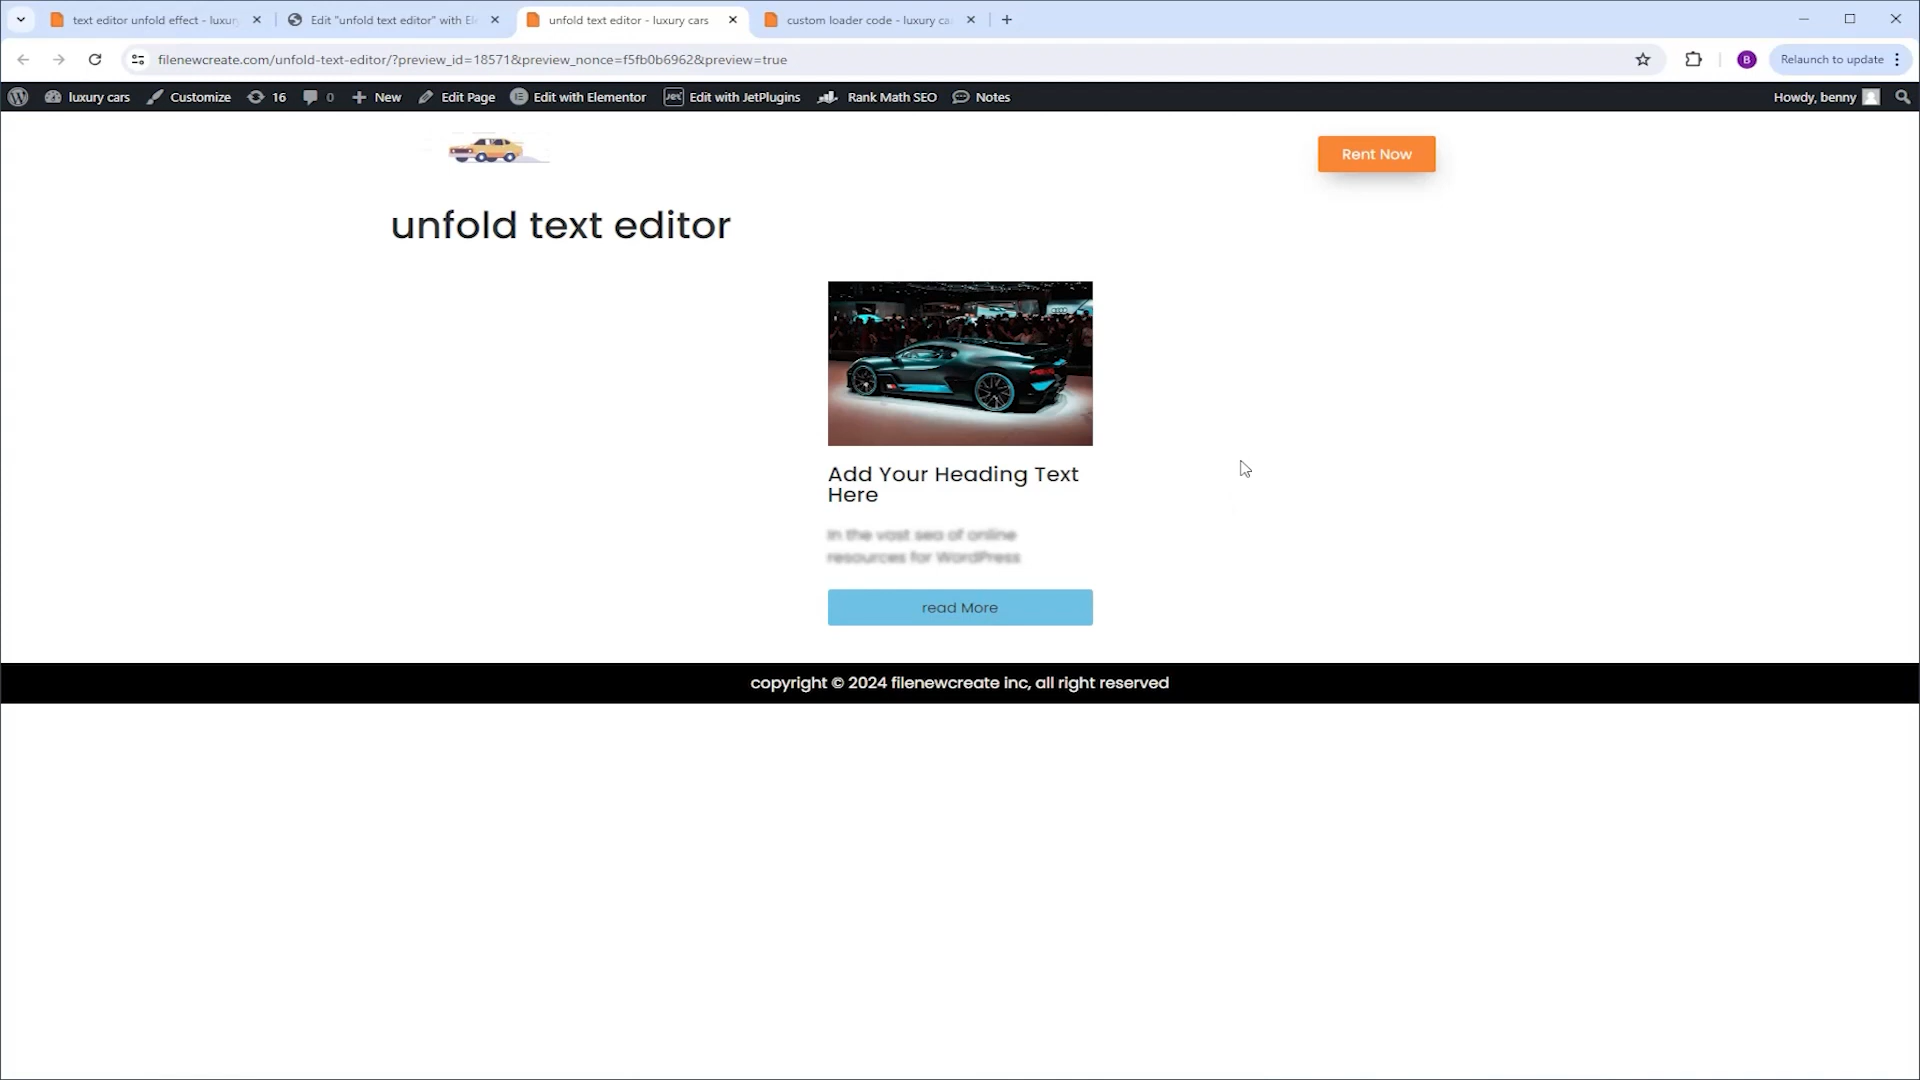 text editor unfold effect - luxury
Edit "unfold text editor" with El
unfold text editor - luxury cars
custom loader code - luxury ca
filenewcreate.com/unfold-text-editor/?preview_id=18571&preview_nonce=f5fb0b6962&preview=true
B
Relaunch to update
luxury cars
Customize
16
0
New
Edit Page
Edit with Elementor
Jet
Edit with JetPlugins
Rank Math SEO
Notes
Howdy, benny
Rent Now
unfold text editor
Add Your Heading Text
Here
In the vast sea of online
resources for WordPress
read More
copyright © 2024 filenewcreate inc, all right reserved